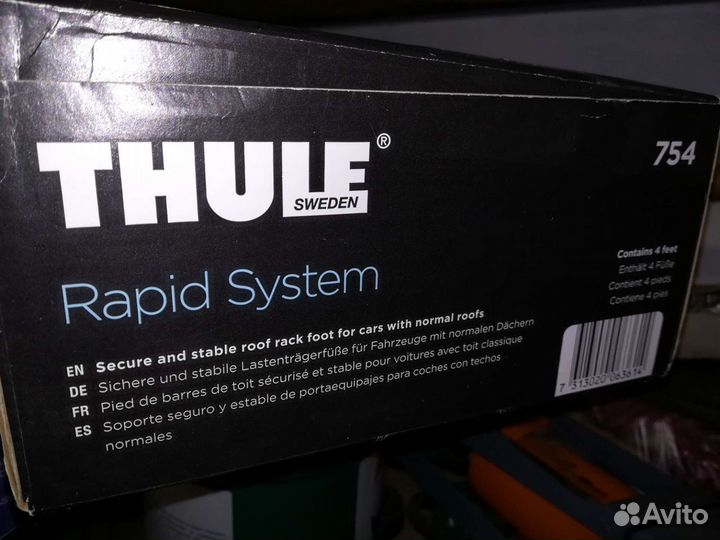 THULE®
SWEDEN
754
Rapid System
Contains 4 feet
Enthält 4 Füße
Contient 4 pieds
Contiene 4 pies
EN Secure and stable roof rack foot for cars with normal roofs
DE Sichere und stabile Lastenträgerfüße für Fahrzeuge mit normalen Dächern
FR Pied de barres de toit sécurisé et stable pour voitures avec toit classique
ES Soporte seguro y estable de portaequipajes para coches con techos
normales
7 313020 063614
Avito